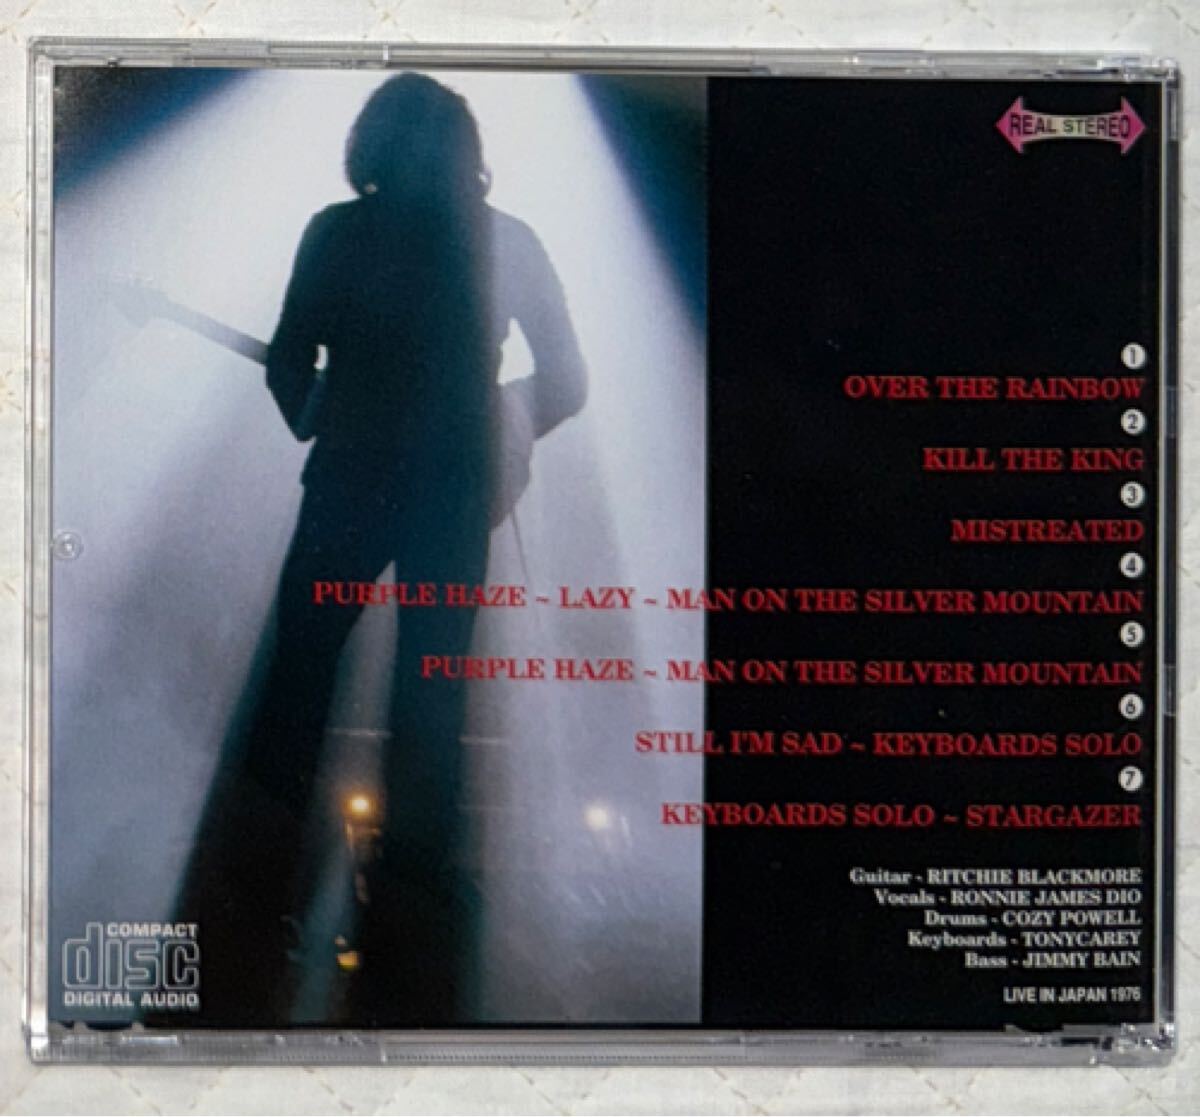 REAL STEREO
1
OVER THE RAINBOW
2
KILL THE KING
3
MISTREATED
4
PURPLE HAZE ~ LAZY ~ MAN ON THE SILVER MOUNTAIN
5
PURPLE HAZE ~ MAN ON THE SILVER MOUNTAIN
6
STILL I'M SAD ~ KEYBOARDS SOLO
7
KEYBOARDS SOLO ~ STARGAZER
Guitar - RITCHIE BLACKMORE
Vocals - RONNIE JAMES DIO
Drums - COZY POWELL
Keyboards - TONYCAREY
Bass - JIMMY BAIN
LIVE IN JAPAN 1976
COMPACT
disc
DIGITAL AUDIO